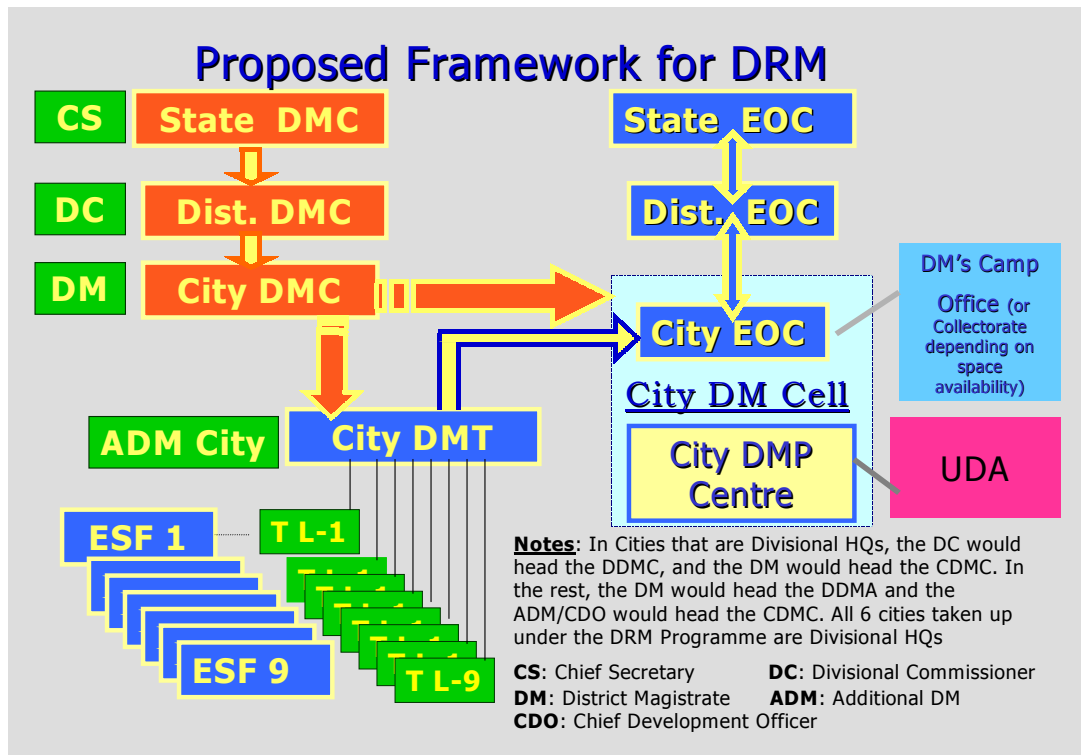 Proposed Framework for DRM
CS
State DMC
State EOC
DC
Dist. DMC
Dist. EOC
DM
City DMC
DM's Camp
Office (or
Collectorate
depending on
space
availability)
City EOC
City DM Cell
ADM City
City DMT
City DMP
Centre
UDA
ESF 1
T L-1
ESF 9
T L-9
Notes: In Cities that are Divisional HQs, the DC would
head the DDMC, and the DM would head the CDMC. In
the rest, the DM would head the DDMA and the
ADM/CDO would head the CDMC. All 6 cities taken up
under the DRM Programme are Divisional HQs
CS: Chief Secretary DC: Divisional Commissioner
DM: District Magistrate ADM: Additional DM
CDO: Chief Development Officer